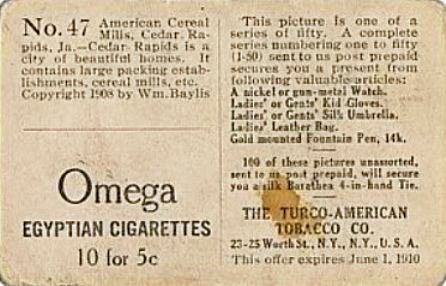 No. 47 American Cereal
Mills, Cedar Ra-
pids, Ja.—Cedar Rapids is a
city of beautiful homes. It
contains large packing estab-
lishments, cereal mills, etc.
Copyright 1908 by Wm. Baylis
Omega
EGYPTIAN CIGARETTES
10 for 5c
This picture is one of a
series of fifty. A complete
series numbering one to fifty
(1-50) sent to us post prepaid
secures you a present from
following valuable articles:
A nickel or gun-metal Watch.
Ladies' or Gents' Kid Gloves.
Ladies' or Gents' Silk Umbrella.
Ladies' Leather Bag.
Gold mounted Fountain Pen, 14k.
100 of these pictures unassorted,
sent to us post prepaid, will secure
you a silk Barathea 4-in-hand Tie.
THE TURCO-AMERICAN
TOBACCO CO.
23-25 Worth St., N.Y., N.Y., U.S.A.
This offer expires June 1, 1910